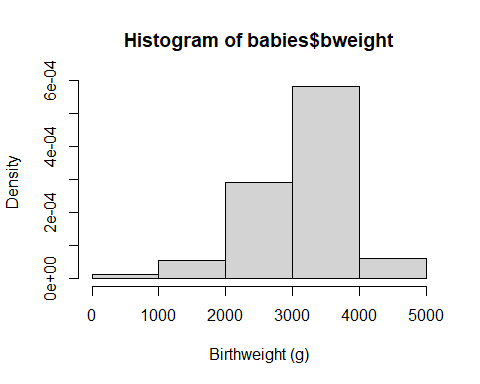 Histogram of babies$bweight
Density
6e-04
4e-04
2e-04
0e+00
0 1000 2000 3000 4000 5000
Birthweight (g)